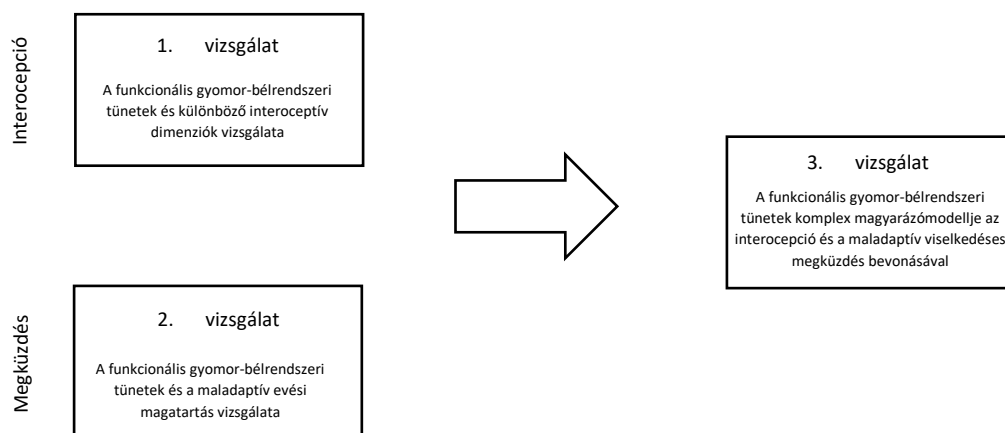 Interocepció
1. vizsgálat
A funkcionális gyomor-bélrendszeri
tünetek és különböző interoceptív
dimenziók vizsgálata
Megküzdés
2. vizsgálat
A funkcionális gyomor-bélrendszeri
tünetek és a maladaptív evési
magatartás vizsgálata
3. vizsgálat
A funkcionális gyomor-bélrendszeri
tünetek komplex magyarázómodellje az
interocepció és a maladaptív viselkedéses
megküzdés bevonásával